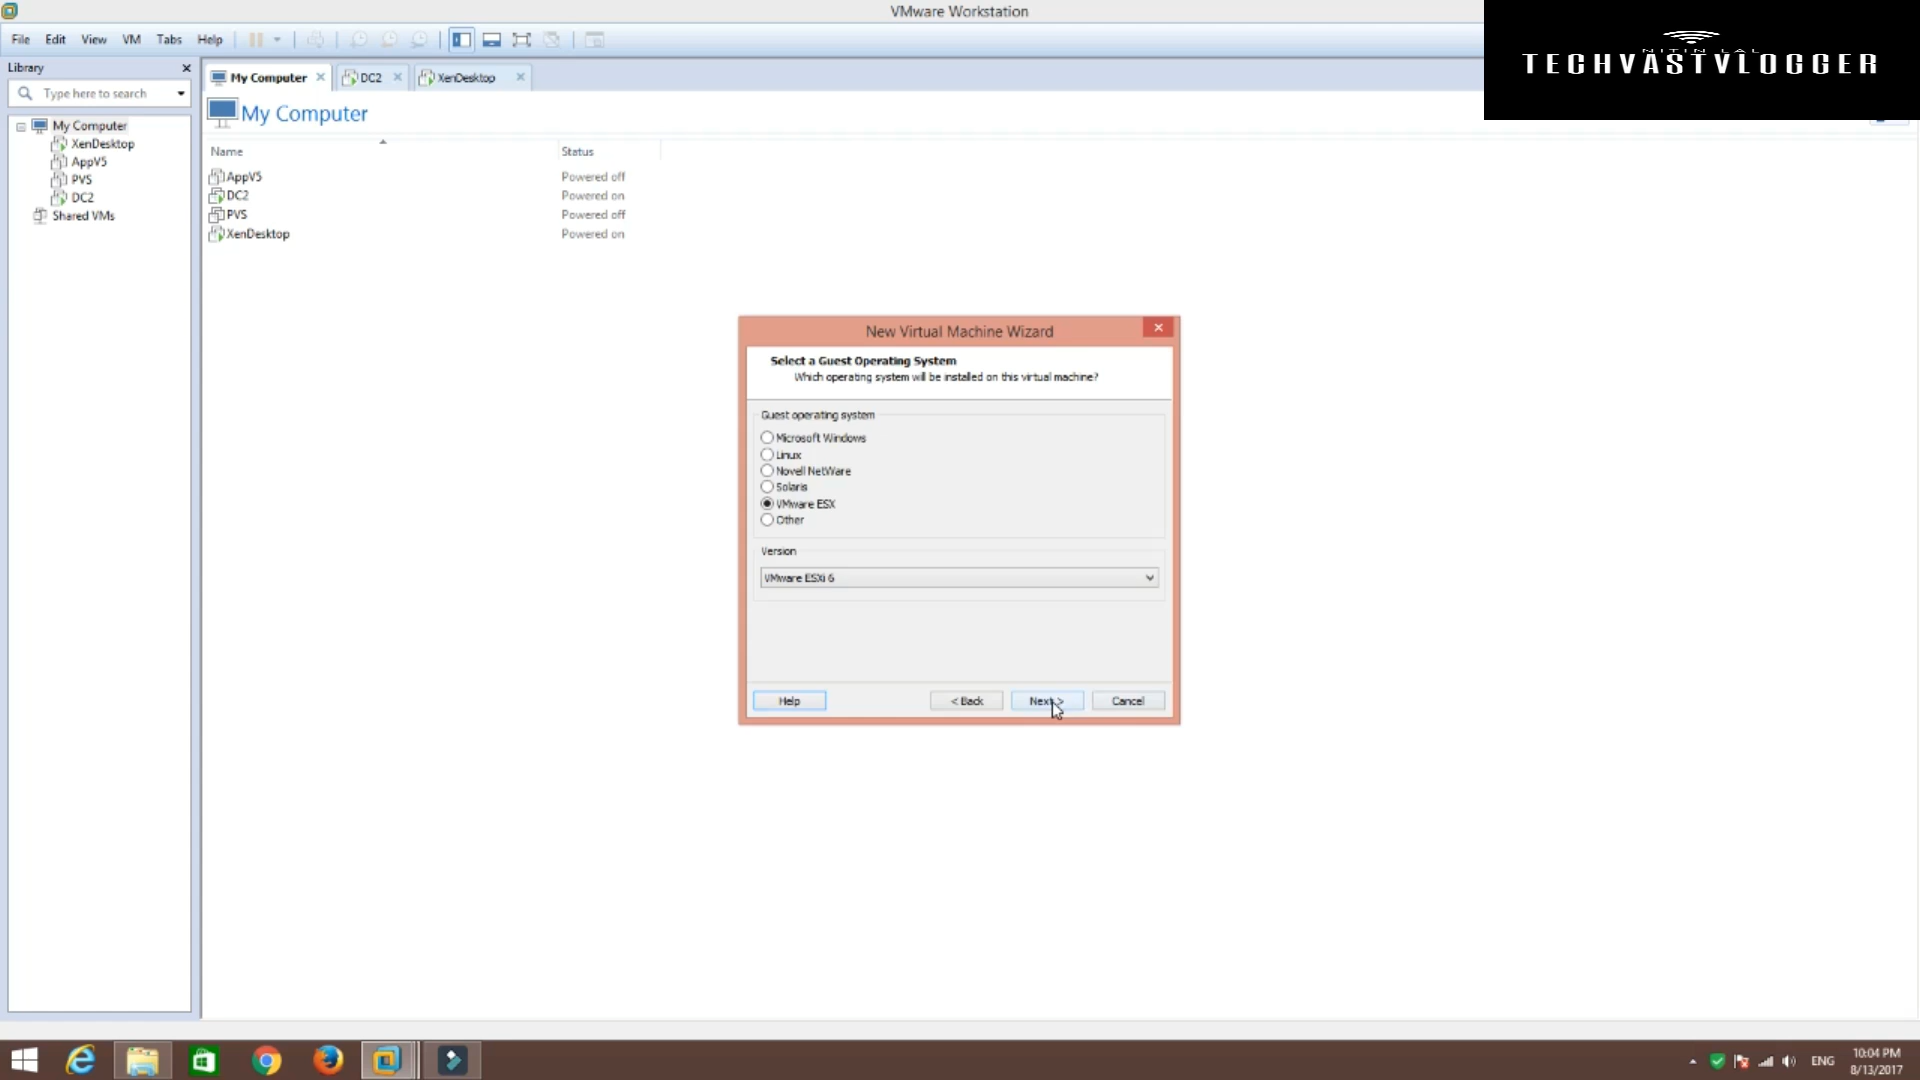 VMware Workstation
File Edit View VM Tabs Help
NITIN LAL
TECHVASTVLOGGER
Library
My Computer DC2 XenDesktop
Type here to search
My Computer
My Computer
XenDesktop
AppV5
PVS
DC2
Shared VMs
Name Status
AppV5 Powered off
DC2 Powered on
PVS Powered off
XenDesktop Powered on
New Virtual Machine Wizard
Select a Guest Operating System
Which operating system will be installed on this virtual machine?
Guest operating system
Microsoft Windows
Linux
Novell NetWare
Solaris
VMware ESX
Other
Version
VMware ESXi 6
Help < Back Next > Cancel
ENG 10:04 PM
8/13/2017